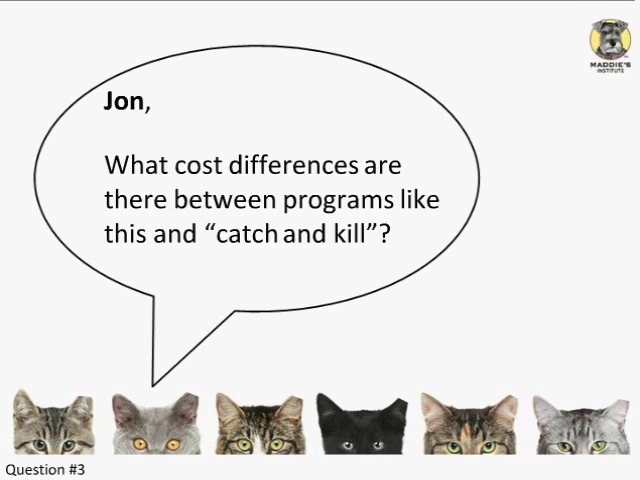 MADDIE'S
INSTITUTE
Jon,
What cost differences are
there between programs like
this and “catch and kill”?
Question #3